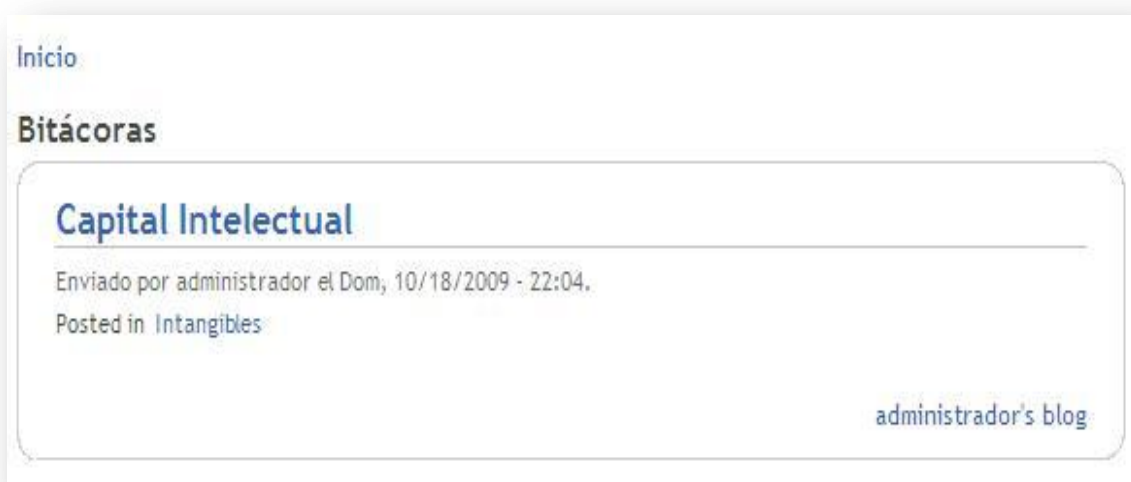 Inicio
Bitácoras
Capital Intelectual
Enviado por administrador el Dom, 10/18/2009 - 22:04.
Posted in Intangibles
administrador's blog